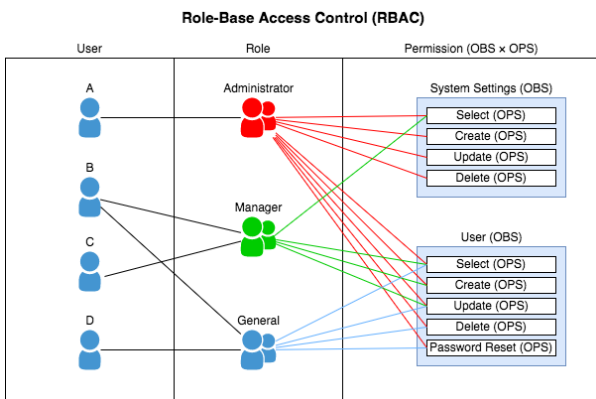 Role-Base Access Control (RBAC)
User
Role
Permission (OBS × OPS)
A
B
C
D
Administrator
Manager
General
System Settings (OBS)
Select (OPS)
Create (OPS)
Update (OPS)
Delete (OPS)
User (OBS)
Select (OPS)
Create (OPS)
Update (OPS)
Delete (OPS)
Password Reset (OPS)